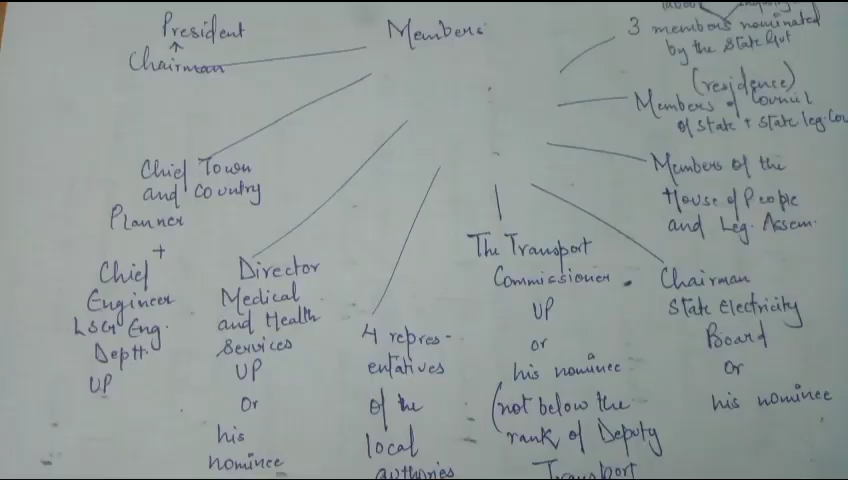 President
↑
Chairman
Members
3 members nominated
by the State Govt
(residence)
Members of Council
of State + State leg. Cou
Members of the
House of People
and Leg. Assem.
Chairman
State Electricity
Board
or
his nominee
The Transport
Commissioner.
UP
or
his nominee
(not below the
rank of Deputy
Transport
4 repres-
entatives
of the
local
authories
Director
Medical
and Health
Services
UP
or
his
nominee
Chief Town
and Country
Planner
+
Chief
Engineer
Eng.
Deptt.
UP